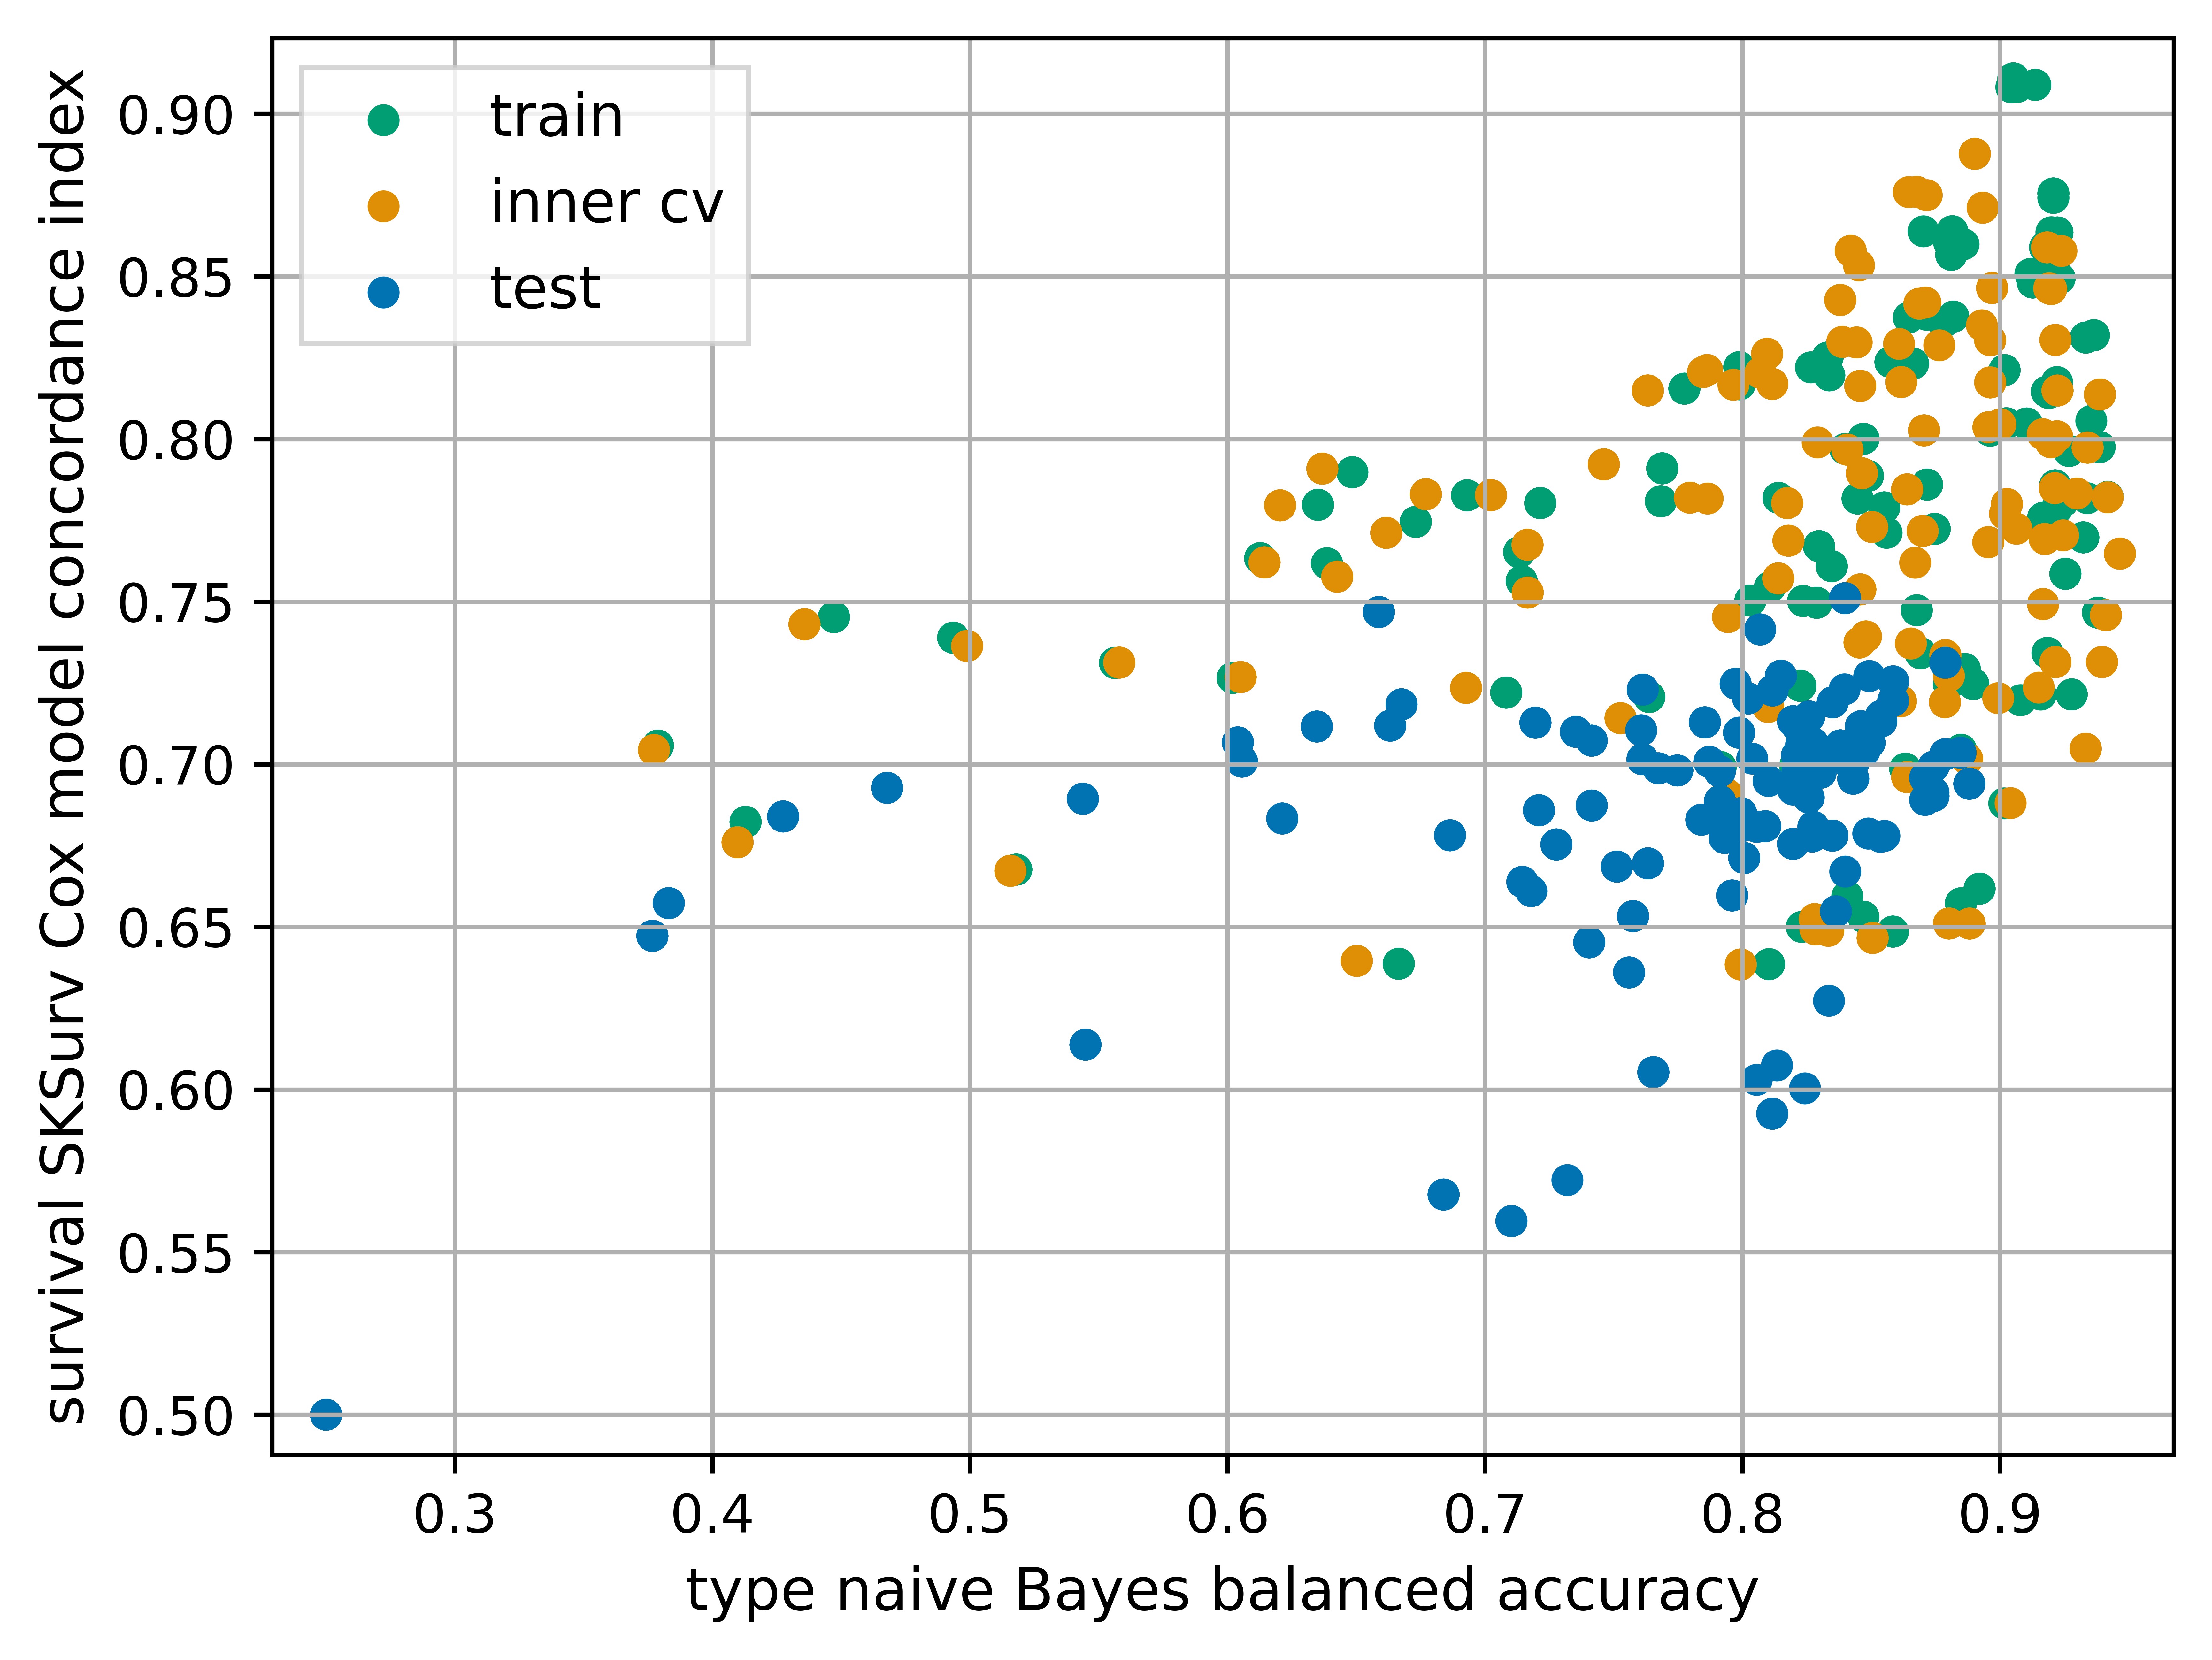 train
inner cv
test
survival SKSurv Cox model concordance index
0.90
0.85
0.80
0.75
0.70
0.65
0.60
0.55
0.50
0.3 0.4 0.5 0.6 0.7 0.8 0.9
type naive Bayes balanced accuracy